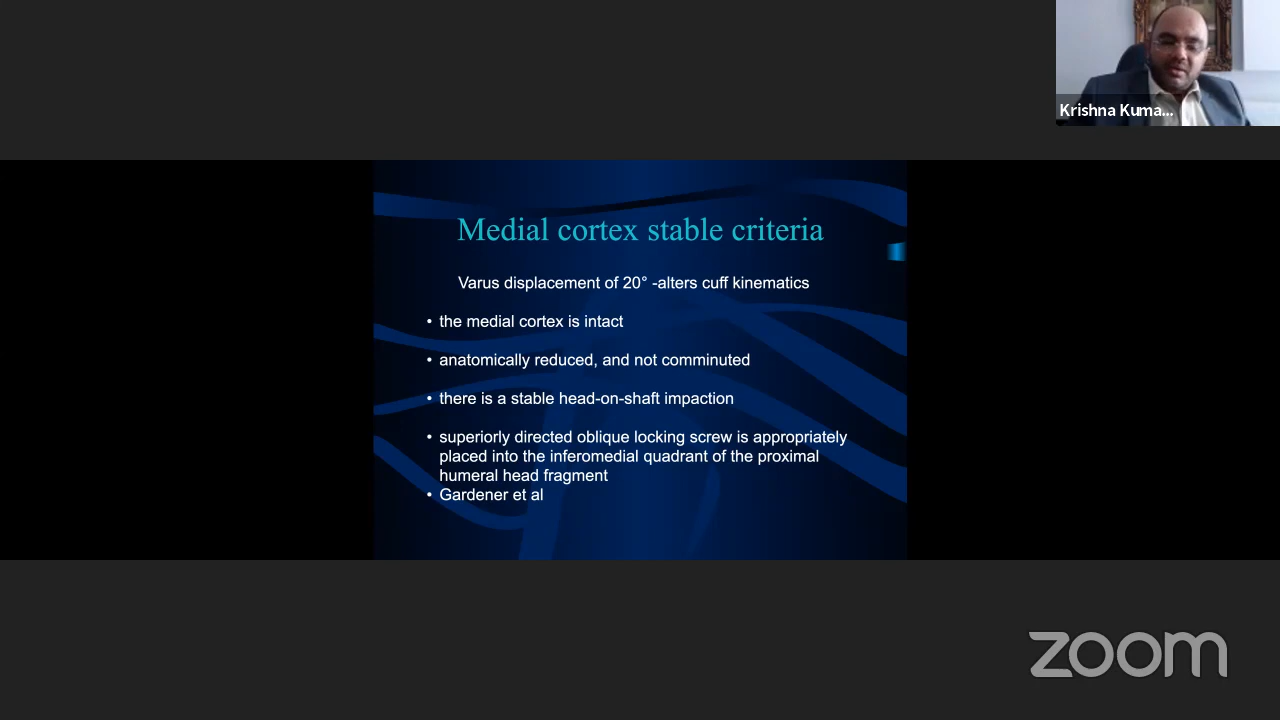 Krishna Kuma...
Medial cortex stable criteria
Varus displacement of 20° -alters cuff kinematics
• the medial cortex is intact
• anatomically reduced, and not comminuted
• there is a stable head-on-shaft impaction
• superiorly directed oblique locking screw is appropriately
placed into the inferomedial quadrant of the proximal
humeral head fragment
• Gardener et al
zoom